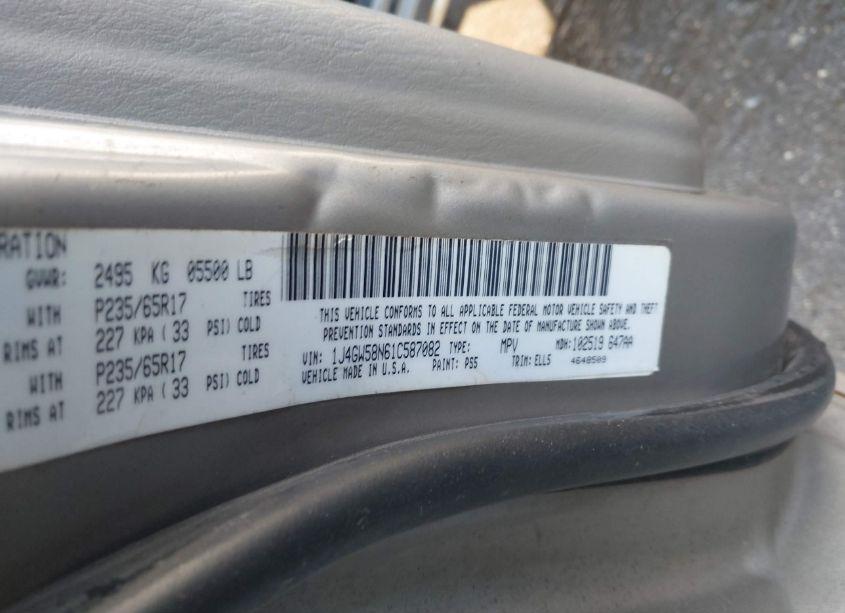 RATION
GVWR: 2495 KG 05500 LB
WITH P235/65R17 TIRES
RIMS AT 227 KPA ( 33 PSI) COLD
WITH P235/65R17 TIRES
RIMS AT 227 KPA ( 33 PSI) COLD
THIS VEHICLE CONFORMS TO ALL APPLICABLE FEDERAL MOTOR VEHICLE SAFETY AND THEFT
PREVENTION STANDARDS IN EFFECT ON THE DATE OF MANUFACTURE SHOWN ABOVE.
VIN: 1J4GW58N61C587082 TYPE: MPV MDH: 102519 647AA
VEHICLE MADE IN U.S.A. PAINT: PS5 TRIM: ELL5 4648509